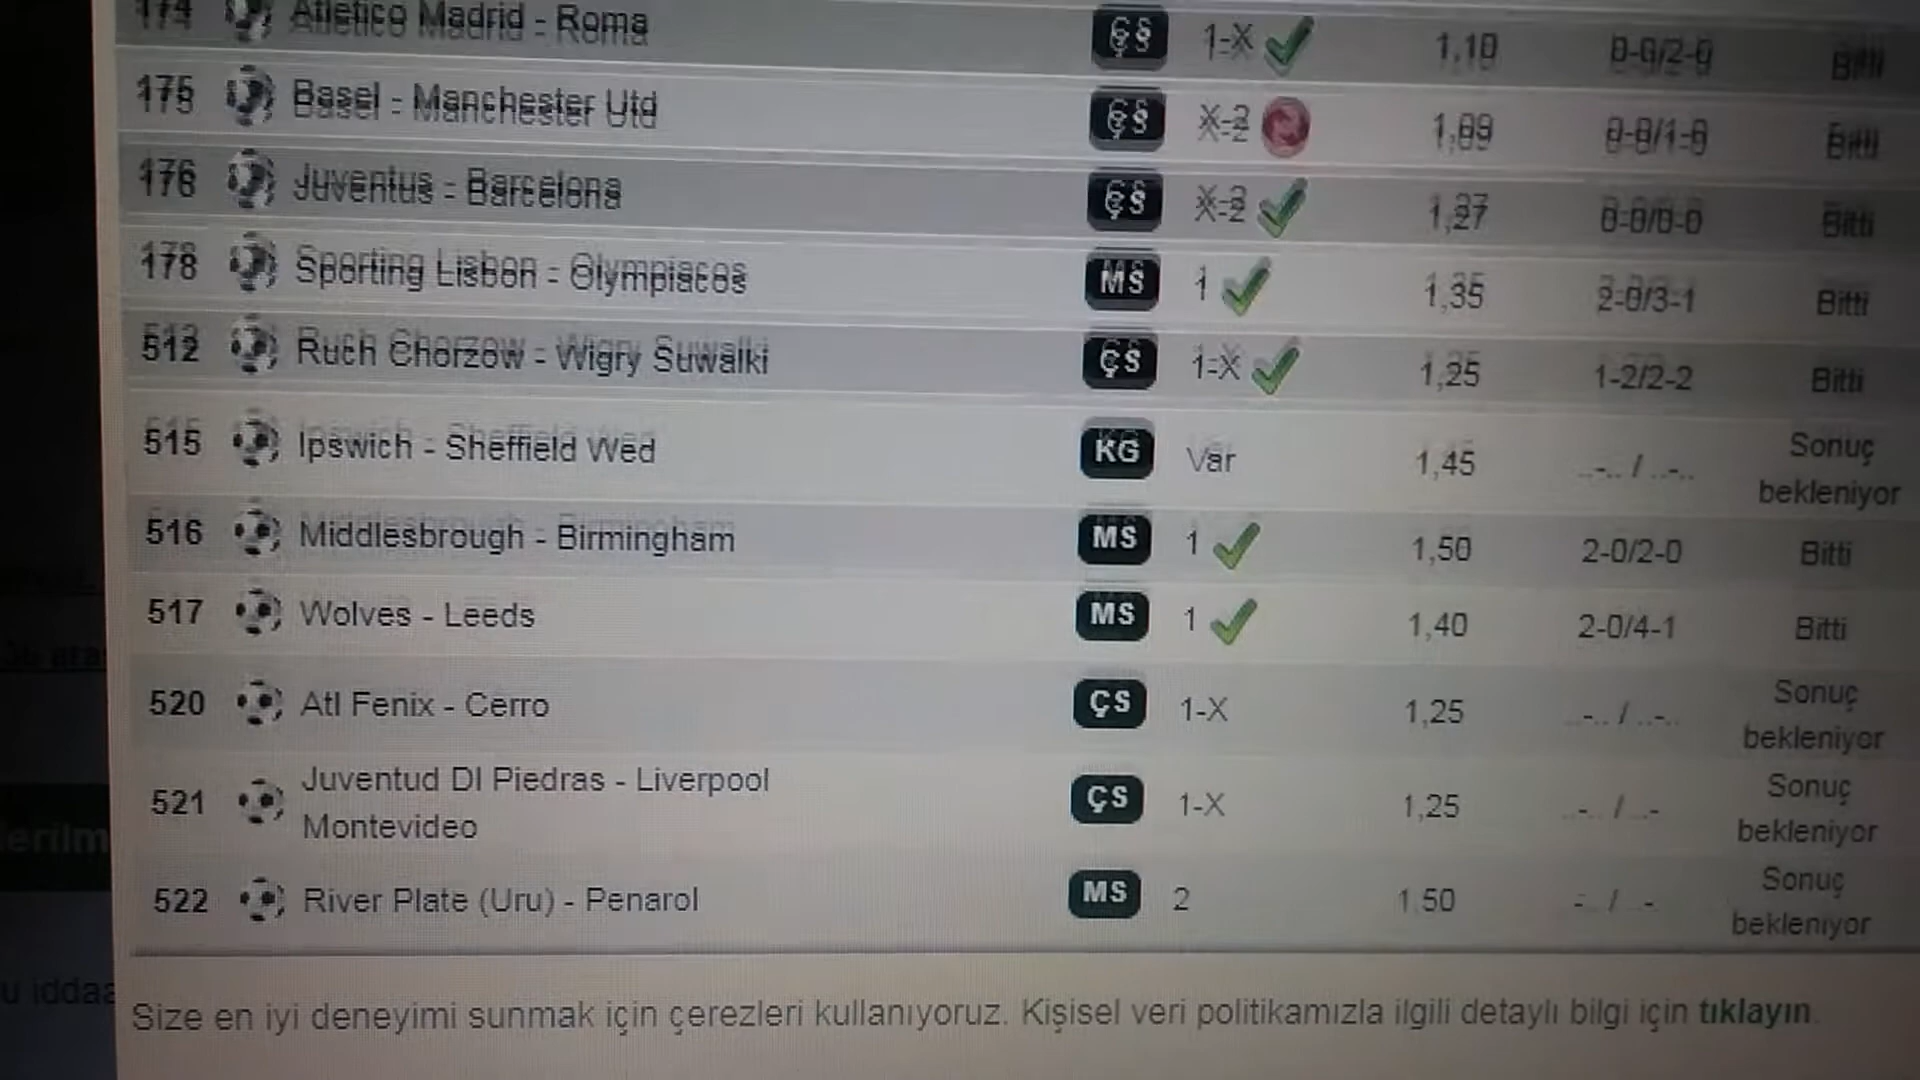 174 Atletico Madrid - Roma ÇS 1-X 1,10 0-0/2-0 Bitti
175 Basel - Manchester Utd ÇS X-2 1,09 0-0/1-0 Bitti
176 Juventus - Barcelona ÇS X-2 1,27 0-0/0-0 Bitti
178 Sporting Lisbon - Olympiacos MS 1 1,35 2-0/3-1 Bitti
512 Ruch Chorzow - Wigry Suwalki ÇS 1-X 1,25 1-2/2-2 Bitti
515 Ipswich - Sheffield Wed KG Var 1,45 ..-.. / ..-.. Sonuç
bekleniyor
516 Middlesbrough - Birmingham MS 1 1,50 2-0/2-0 Bitti
517 Wolves - Leeds MS 1 1,40 2-0/4-1 Bitti
520 Atl Fenix - Cerro ÇS 1-X 1,25 ..-.. / ..-.. Sonuç
bekleniyor
521 Juventud Dl Piedras - Liverpool
Montevideo ÇS 1-X 1,25 ..-.. / ..-.. Sonuç
bekleniyor
522 River Plate (Uru) - Penarol MS 2 1.50 ..-.. / ..-.. Sonuç
bekleniyor
u iddaa
Size en iyi deneyimi sunmak için çerezleri kullanıyoruz. Kişisel veri politikamızla ilgili detaylı bilgi için tıklayın.